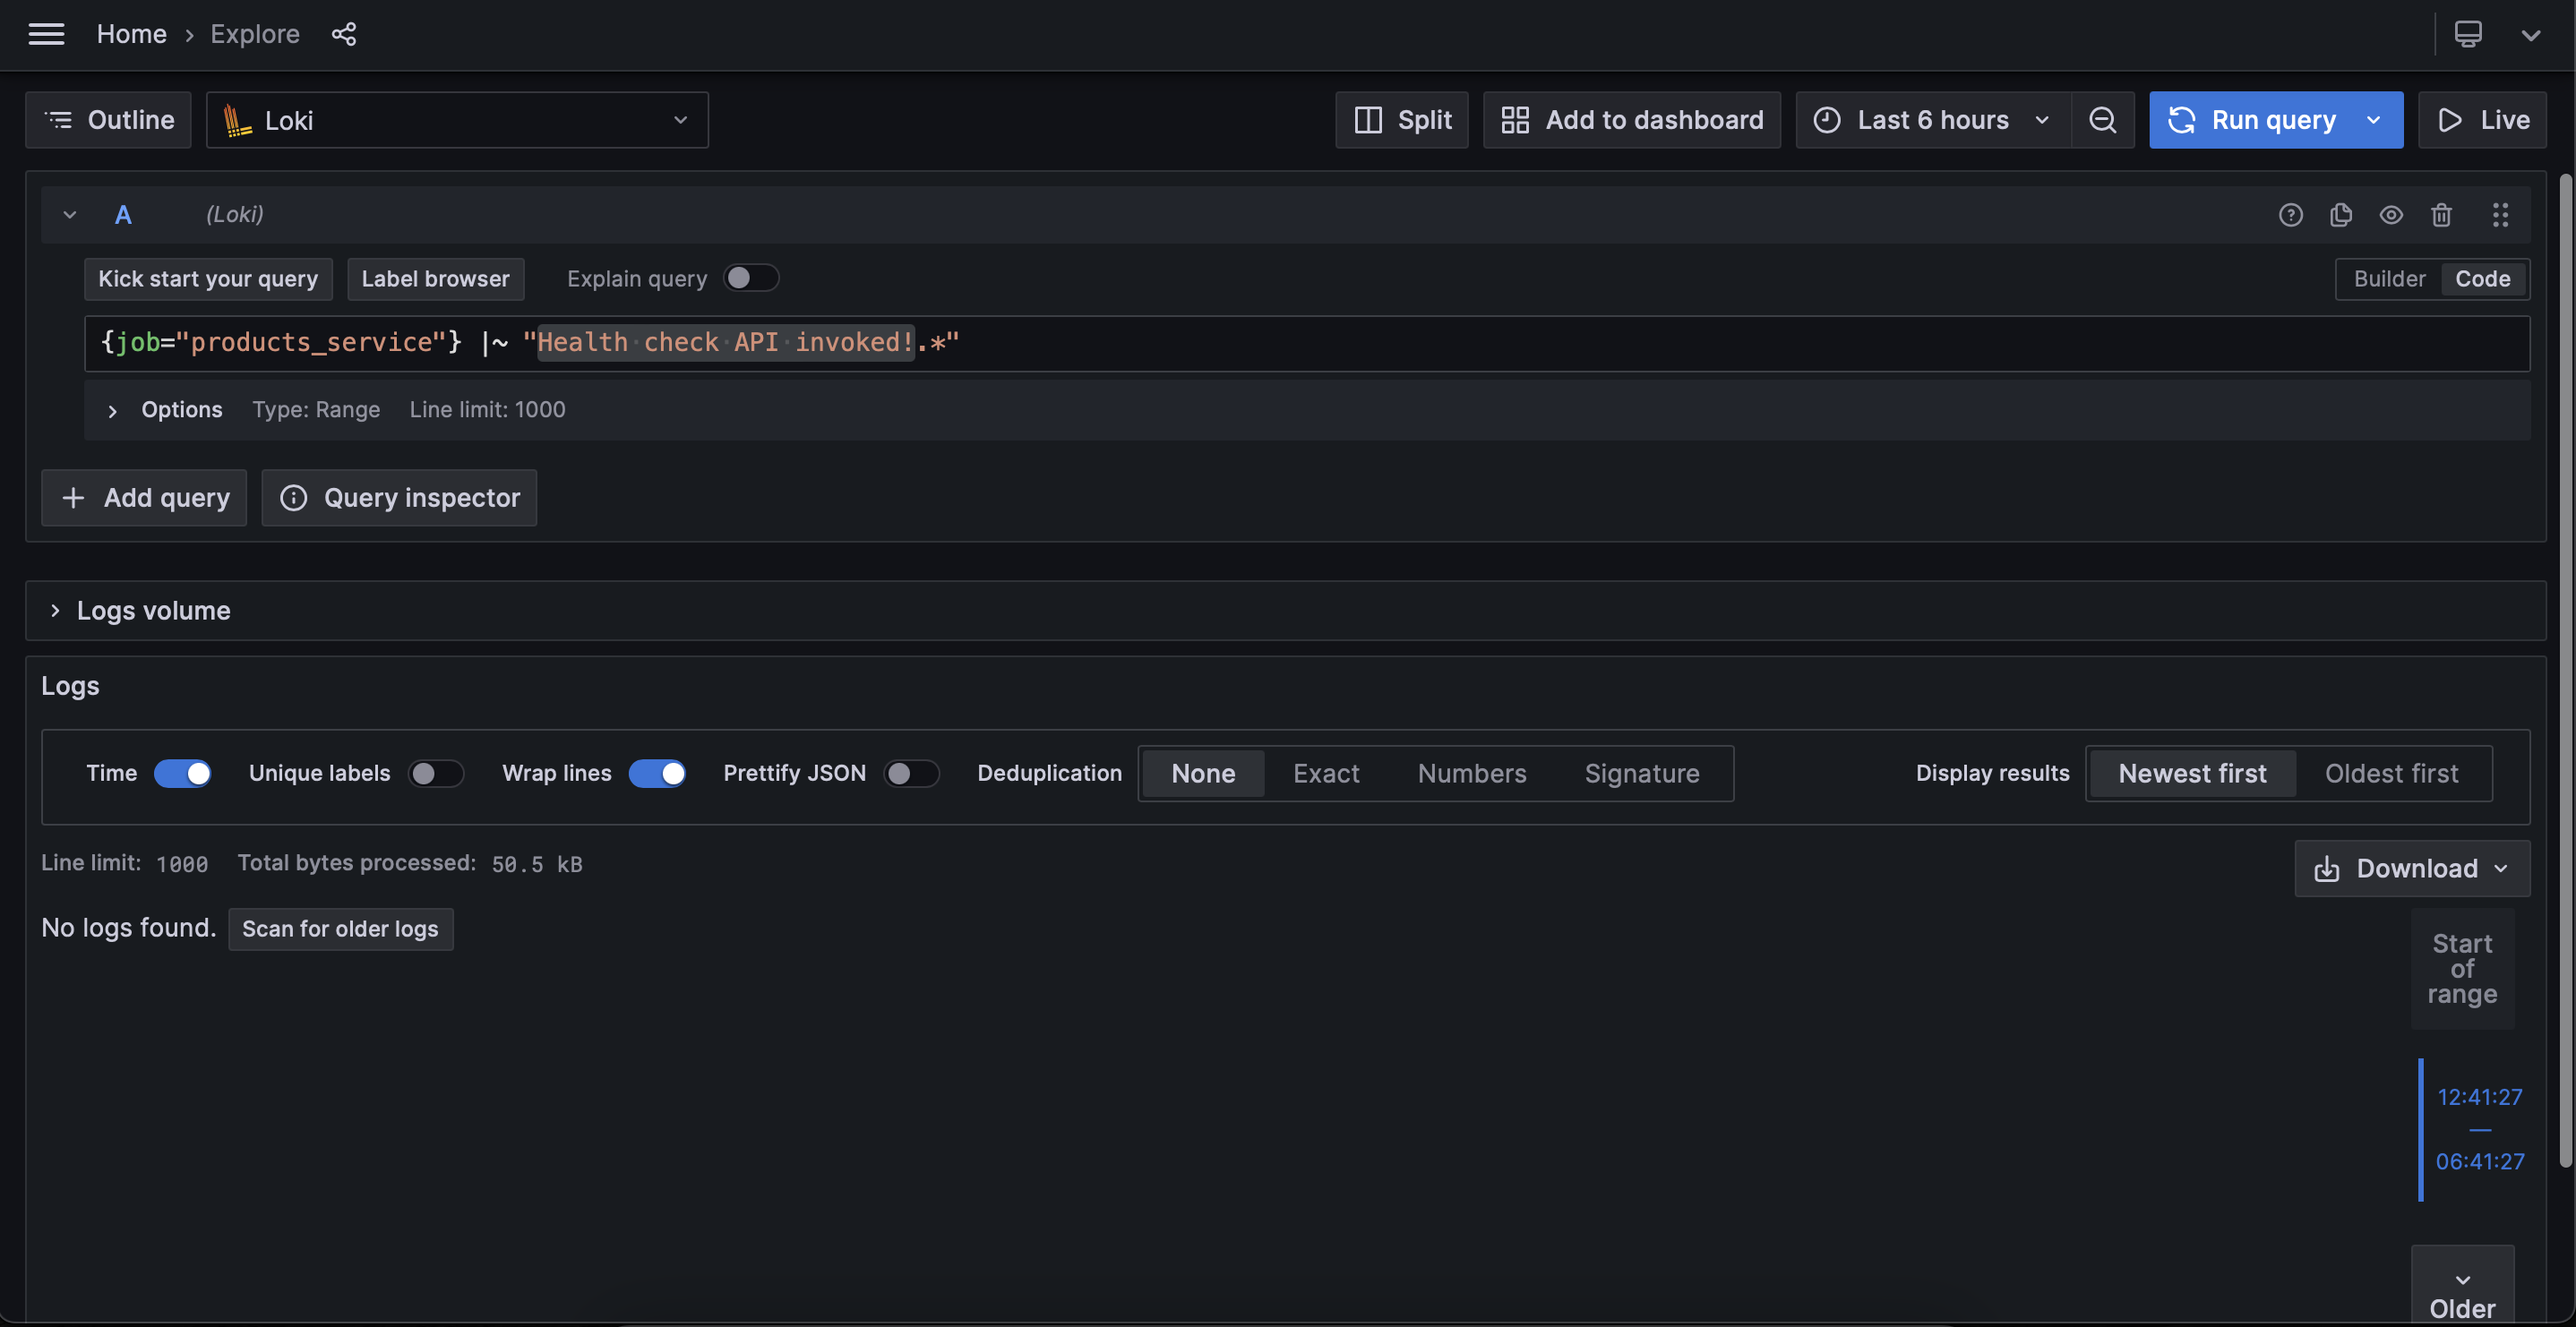 Home › Explore
Outline Loki Split Add to dashboard Last 6 hours Run query Live
A (Loki)
Kick start your query Label browser Explain query Builder Code
{job="products_service"} |~ "Health check API invoked!.*"
Options Type: Range Line limit: 1000
+ Add query Query inspector
Logs volume
Logs
Time Unique labels Wrap lines Prettify JSON Deduplication None Exact Numbers Signature Display results Newest first Oldest first
Line limit: 1000 Total bytes processed: 50.5 kB Download
No logs found. Scan for older logs
Start
of
range
12:41:27
—
06:41:27
Older